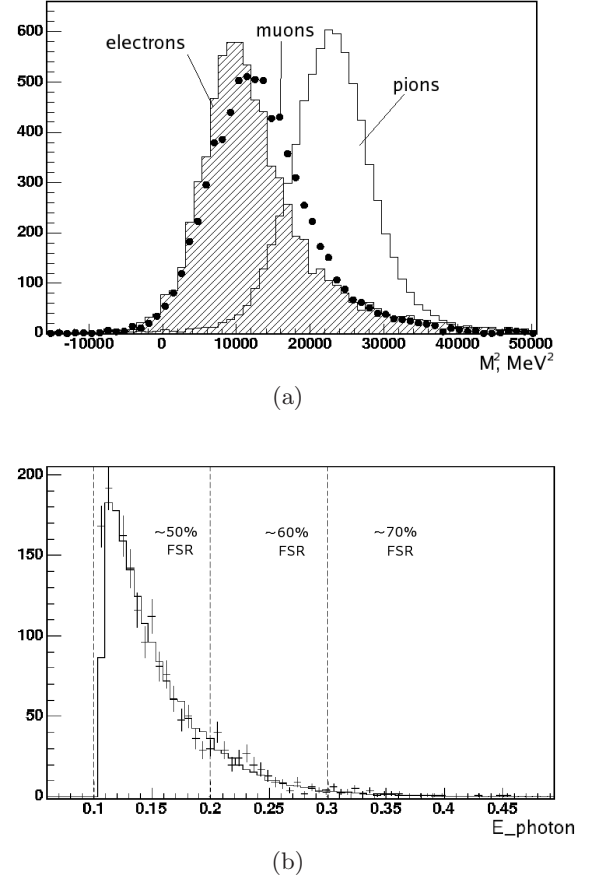 600
500
400
300
200
100
0
electrons
muons
pions
-10000 0 10000 20000 30000 40000 50000
M², MeV²
(a)
200
150
100
50
0
~50%
FSR
~60%
FSR
~70%
FSR
0.1 0.15 0.2 0.25 0.3 0.35 0.4 0.45
E_photon
(b)